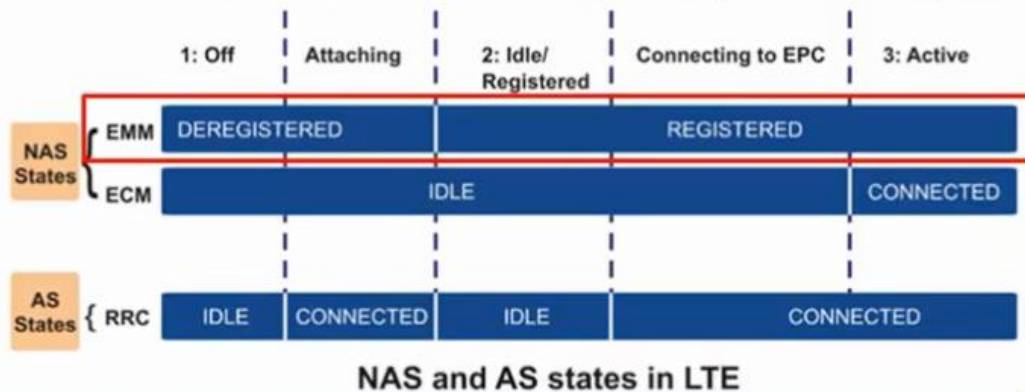 1: Off Attaching 2: Idle/ Connecting to EPC 3: Active
Registered
NAS
States
EMM DEREGISTERED REGISTERED
ECM IDLE CONNECTED
AS
States
{ RRC IDLE CONNECTED IDLE CONNECTED
NAS and AS states in LTE